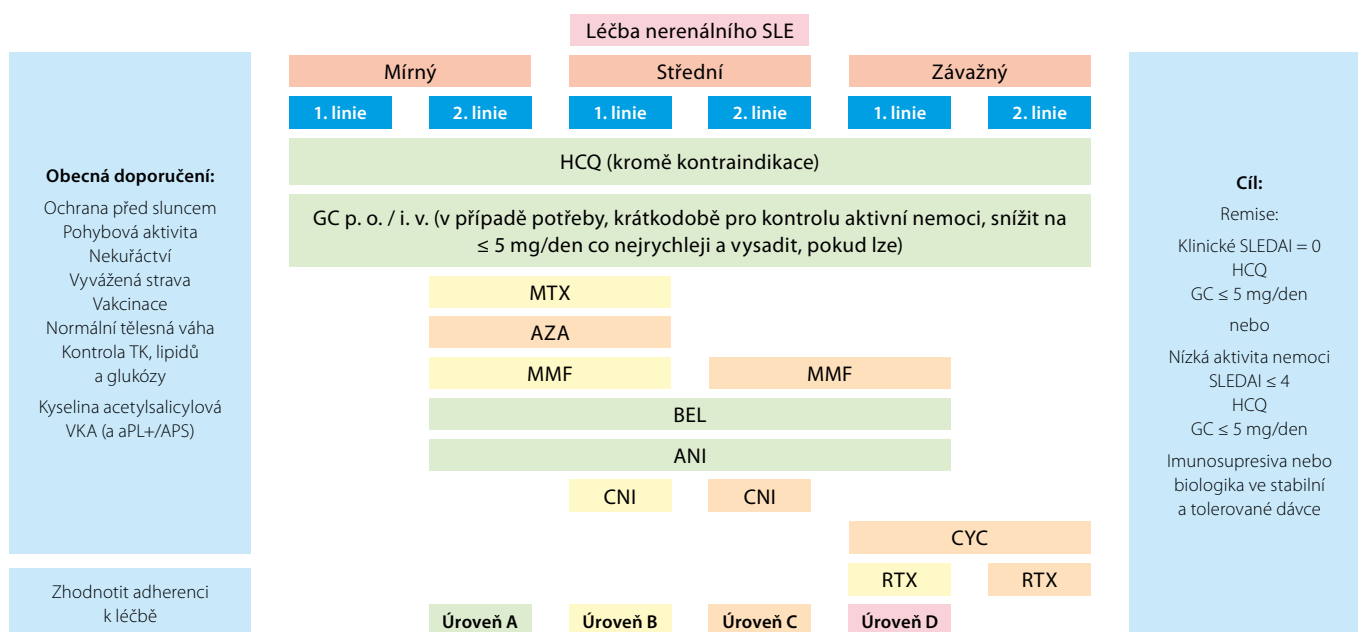 Léčba nerenálního SLE
Mírný
Střední
Závažný
1. linie
2. linie
1. linie
2. linie
1. linie
2. linie
HCQ (kromě kontraindikace)
GC p. o. / i. v. (v případě potřeby, krátkodobě pro kontrolu aktivní nemoci, snížit na
≤ 5 mg/den co nejrychleji a vysadit, pokud lze)
MTX
AZA
MMF
MMF
BEL
ANI
CNI
CNI
CYC
RTX
RTX
Úroveň A
Úroveň B
Úroveň C
Úroveň D
Obecná doporučení:
Ochrana před sluncem
Pohybová aktivita
Nekuřáctví
Vyvážená strava
Vakcinace
Normální tělesná váha
Kontrola TK, lipidů
a glukózy
Kyselina acetylsalicylová
VKA (a aPL+/APS)
Zhodnotit adherenci
k léčbě
Cíl:
Remise:
Klinické SLEDAI = 0
HCQ
GC ≤ 5 mg/den
nebo
Nízká aktivita nemoci
SLEDAI ≤ 4
HCQ
GC ≤ 5 mg/den
Imunosupresiva nebo
biologika ve stabilní
a tolerované dávce